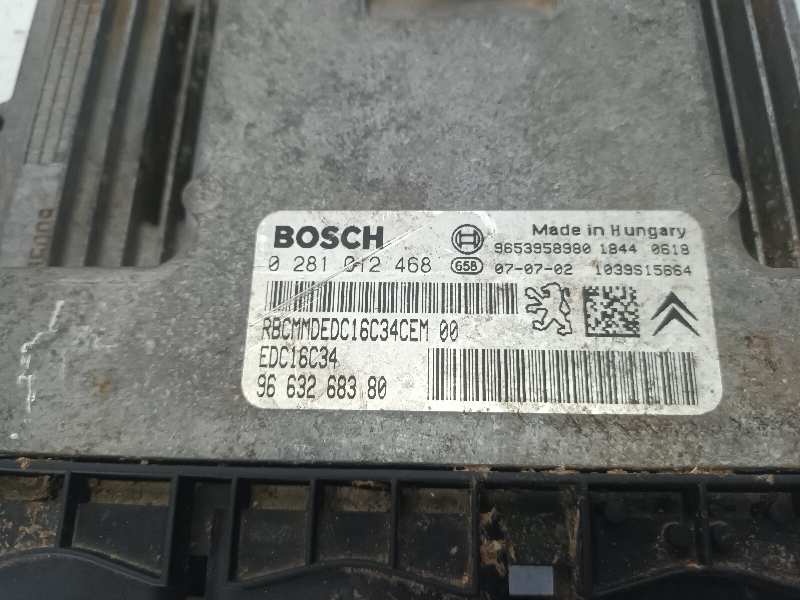 BOSCH
Made in Hungary
9653958980 1844 0618
0 281 012 468
65B
07-07-02 1039S15664
RBCMMDEDC16C34CEM 00
EDC16C34
96 632 683 80